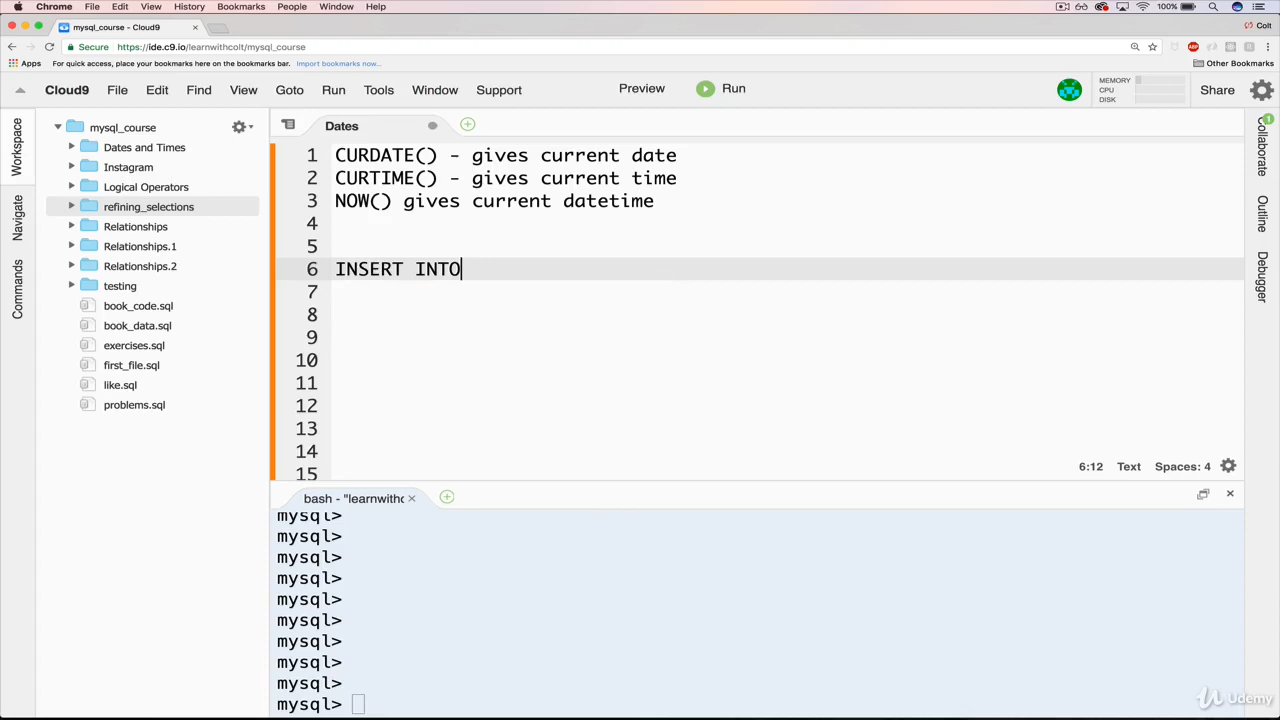 Chrome File Edit View History Bookmarks People Window Help 100%
mysql_course - Cloud9 × Colt
Secure https://ide.c9.io/learnwithcolt/mysql_course
Apps For quick access, place your bookmarks here on the bookmarks bar. Import bookmarks now... Other Bookmarks
Cloud9 File Edit Find View Goto Run Tools Window Support Preview Run MEMORY CPU DISK Share
Workspace
Navigate
Commands
mysql_course
Dates and Times
Instagram
Logical Operators
refining_selections
Relationships
Relationships.1
Relationships.2
testing
book_code.sql
book_data.sql
exercises.sql
first_file.sql
like.sql
problems.sql
Dates
1 CURDATE() - gives current date
2 CURTIME() - gives current time
3 NOW() gives current datetime
4
5
6 INSERT INTO
7
8
9
10
11
12
13
14
15
6:12 Text Spaces: 4
bash - "learnwithc ×
mysql>
mysql>
mysql>
mysql>
mysql>
mysql>
mysql>
mysql>
mysql>
mysql>
Collaborate 1
Outline
Debugger
Udemy